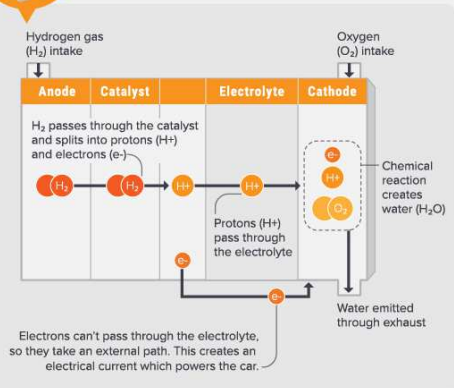 Hydrogen gas
(H₂) intake
Oxygen
(O₂) intake
Anode
Catalyst
Electrolyte
Cathode
H₂ passes through the catalyst
and splits into protons (H+)
and electrons (e-)
H₂
H₂
H+
H+
e-
H+
O₂
Chemical
reaction
creates
water (H₂O)
Protons (H+)
pass through
the electrolyte
e-
e-
Water emitted
through exhaust
Electrons can't pass through the electrolyte,
so they take an external path. This creates an
electrical current which powers the car.